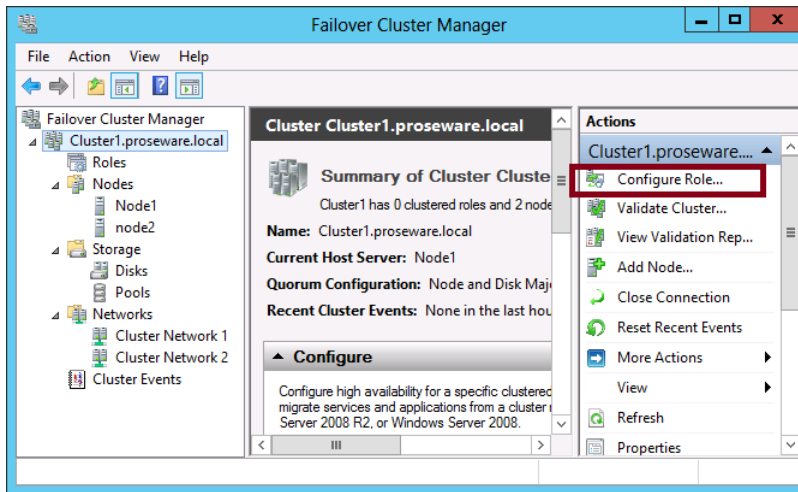 Failover Cluster Manager
File Action View Help
Failover Cluster Manager
Cluster1.proseware.local
Roles
Nodes
Node1
node2
Storage
Disks
Pools
Networks
Cluster Network 1
Cluster Network 2
Cluster Events
Cluster Cluster1.proseware.local
Summary of Cluster Cluste
Cluster1 has 0 clustered roles and 2 node
Name: Cluster1.proseware.local
Current Host Server: Node1
Quorum Configuration: Node and Disk Maj
Recent Cluster Events: None in the last hou
Configure
Configure high availability for a specific clustered
migrate services and applications from a cluster
Server 2008 R2, or Windows Server 2008.
Actions
Cluster1.proseware....
Configure Role...
Validate Cluster...
View Validation Rep...
Add Node...
Close Connection
Reset Recent Events
More Actions
View
Refresh
Properties